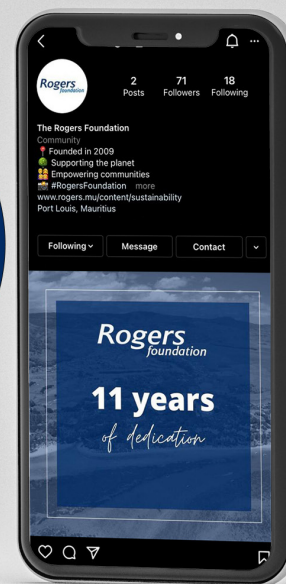 Rogers
foundation
2
Posts
71
Followers
18
Following
The Rogers Foundation
Community
Founded in 2009
Supporting the planet
Empowering communities
#RogersFoundation more
www.rogers.mu/content/sustainability
Port Louis, Mauritius
Following
Message
Contact
Rogers
foundation
11 years
of dedication